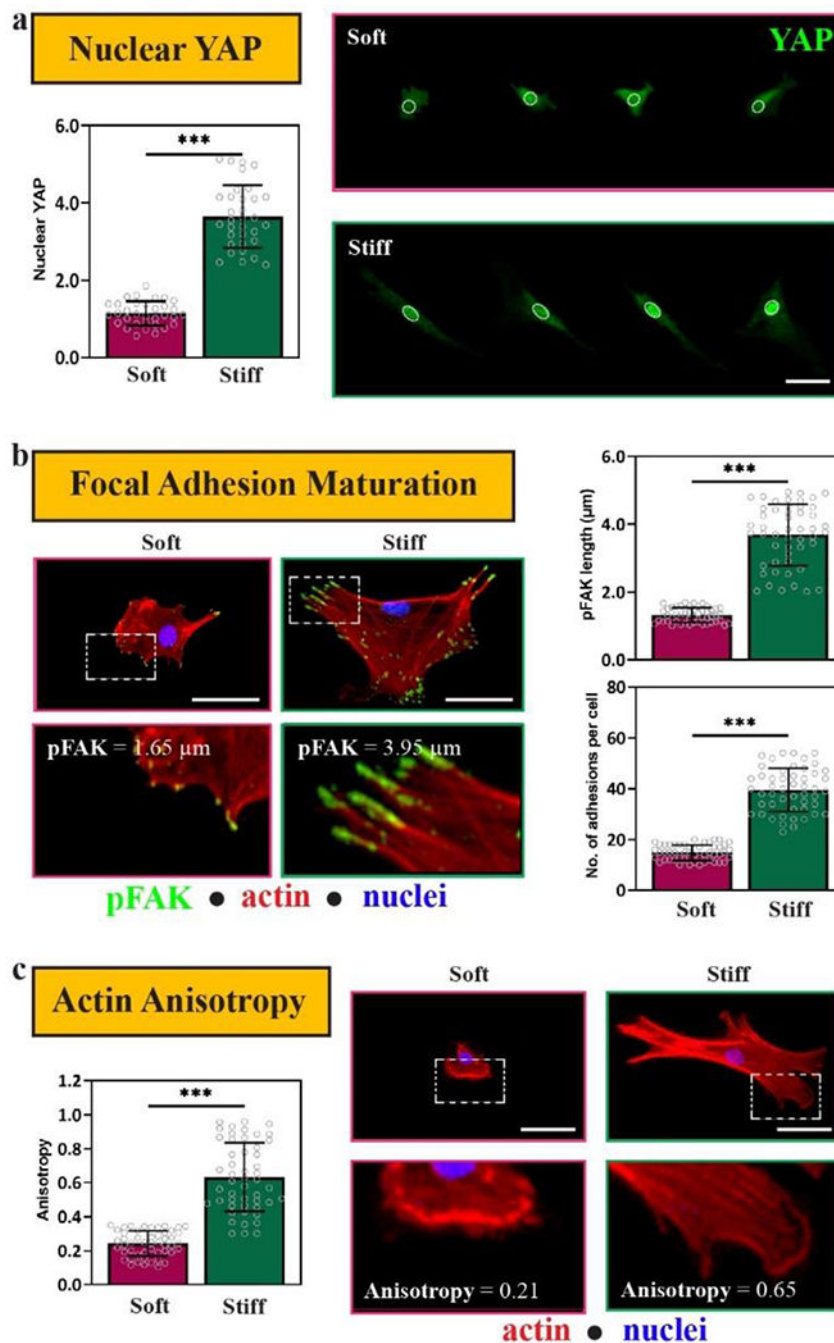 a
Nuclear YAP
Soft
YAP
6.0
4.0
2.0
0.0
Nuclear YAP
***
Soft
Stiff
Stiff
b
Focal Adhesion Maturation
Soft
Stiff
pFAK = 1.65 μm
pFAK = 3.95 μm
pFAK ● actin ● nuclei
6.0
4.0
2.0
0.0
pFAK length (μm)
***
80
60
40
20
0
No. of adhesions per cell
***
Soft
Stiff
c
Actin Anisotropy
1.2
1.0
0.8
0.6
0.4
0.2
0.0
Anisotropy
***
Soft
Stiff
Soft
Stiff
Anisotropy = 0.21
Anisotropy = 0.65
actin ● nuclei